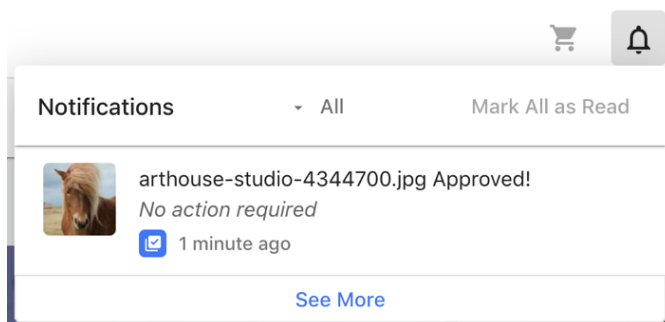 Notifications
All
Mark All as Read
arthouse-studio-4344700.jpg Approved!
No action required
1 minute ago
See More